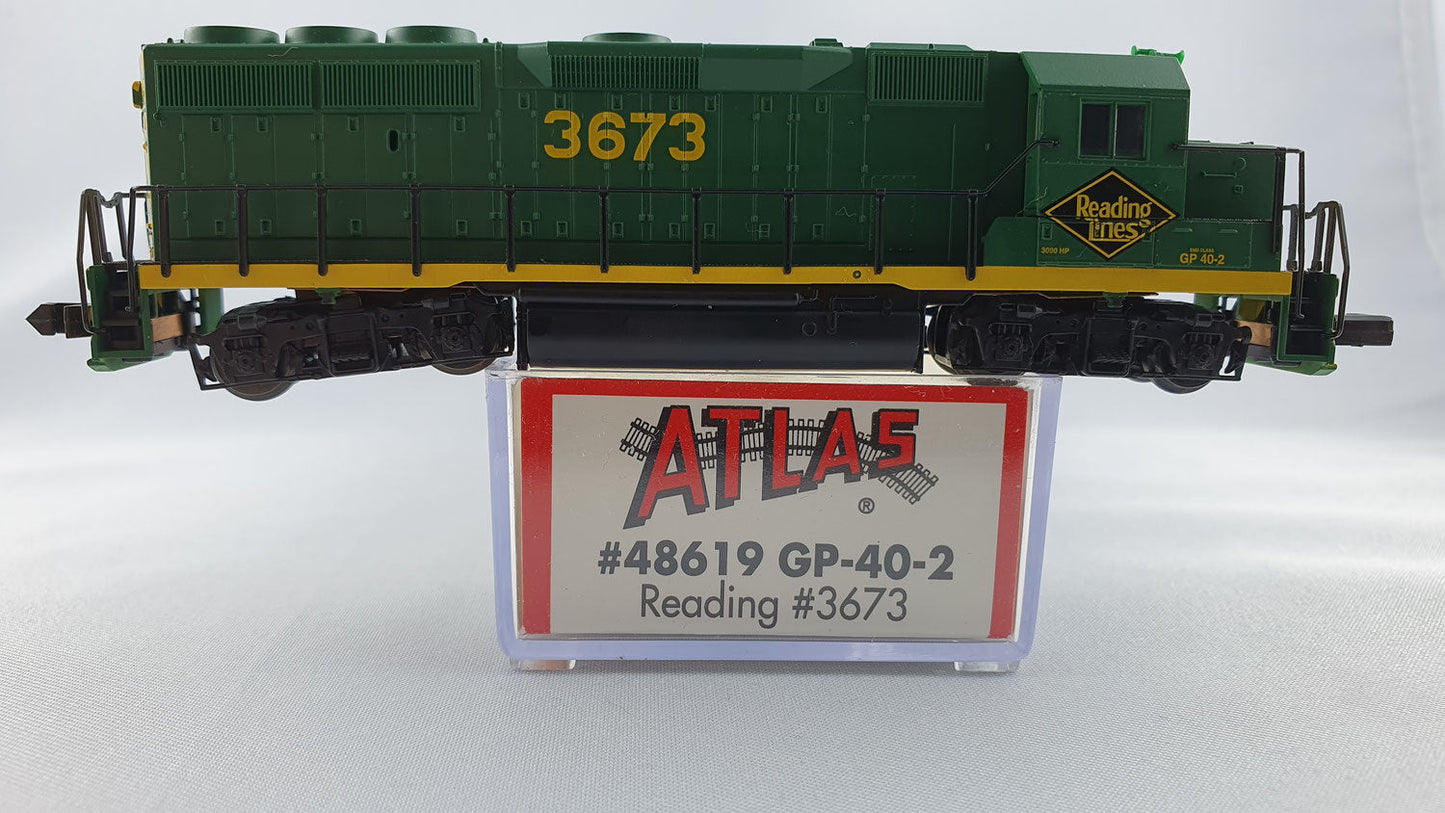 3673
Reading
Lines
3000 HP
EMD CLASS
GP 40-2
ATLAS
®
#48619 GP-40-2
Reading #3673